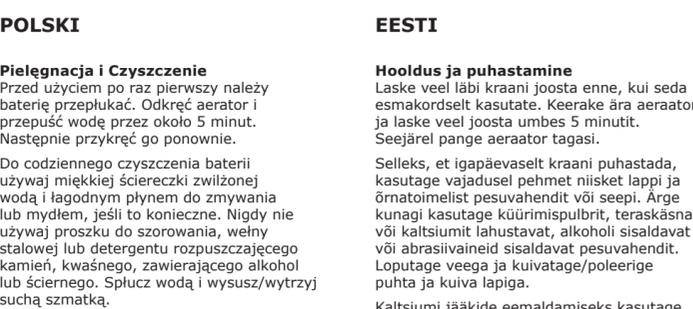 POLSKI
Pielęgnacja i Czyszczenie
Przed użyciem po raz pierwszy należy
baterię przepłukać. Odkręć aerator i
przepuść wodę przez około 5 minut.
Następnie przykręć go ponownie.
Do codziennego czyszczenia baterii
używaj miękkiej ściereczki zwilżonej
wodą i łagodnym płynem do zmywania
lub mydłem, jeśli to konieczne. Nigdy nie
używaj proszku do szorowania, wełny
stalowej lub detergentu rozpuszczajęcego
kamień, kwaśnego, zawierającego alkohol
lub ściernego. Spłucz wodą i wysusz/wytrzyj
suchą szmatką.
EESTI
Hooldus ja puhastamine
Laske veel läbi kraani joosta enne, kui seda
esmakordselt kasutate. Keerake ära aeraator
ja laske veel joosta umbes 5 minutit.
Seejärel pange aeraator tagasi.
Selleks, et igapäevaselt kraani puhastada,
kasutage vajadusel pehmet niisket lappi ja
õrnatoimelist pesuvahendit või seepi. Ärge
kunagi kasutage küürimispulbrit, teraskäsna
või kaltsiumit lahustavat, alkoholi sisaldavat
või abrasiivaineid sisaldavat pesuvahendit.
Loputage veega ja kuivatage/poleerige
puhta ja kuiva lapiga.
Kaltsiumi jääkide eemaldamiseks kasutage